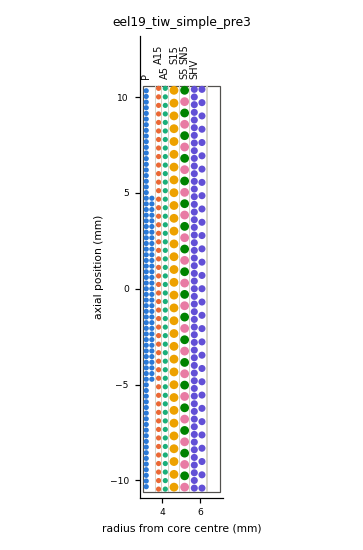 eel19_tiw_simple_pre3
P A15 A5 S15 S5 SN5 SHV
10
5
0
−5
−10
axial position (mm)
4 6
radius from core centre (mm)